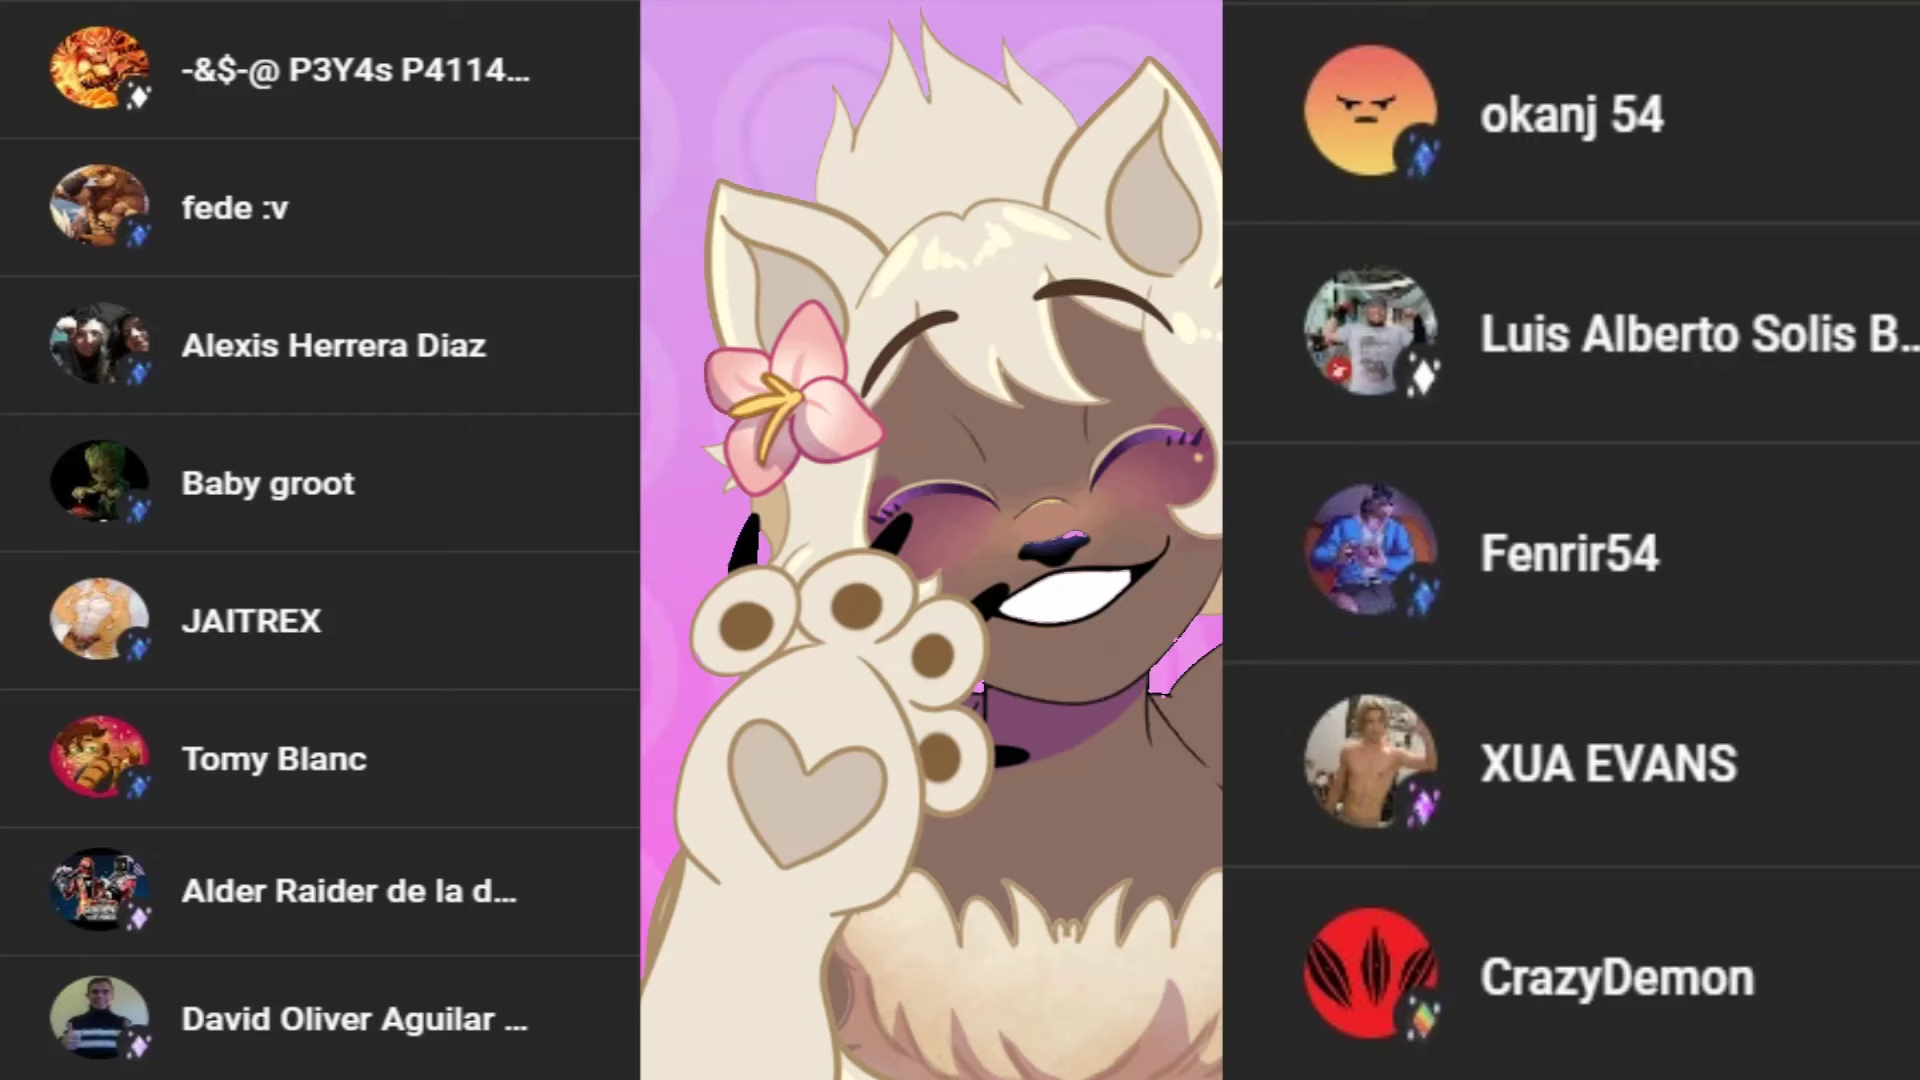 -&$-@ P3Y4s P4114...
fede :v
Alexis Herrera Diaz
Baby groot
JAITREX
Tomy Blanc
Alder Raider de la d...
David Oliver Aguilar ...
okanj 54
Luis Alberto Solis B...
Fenrir54
XUA EVANS
CrazyDemon